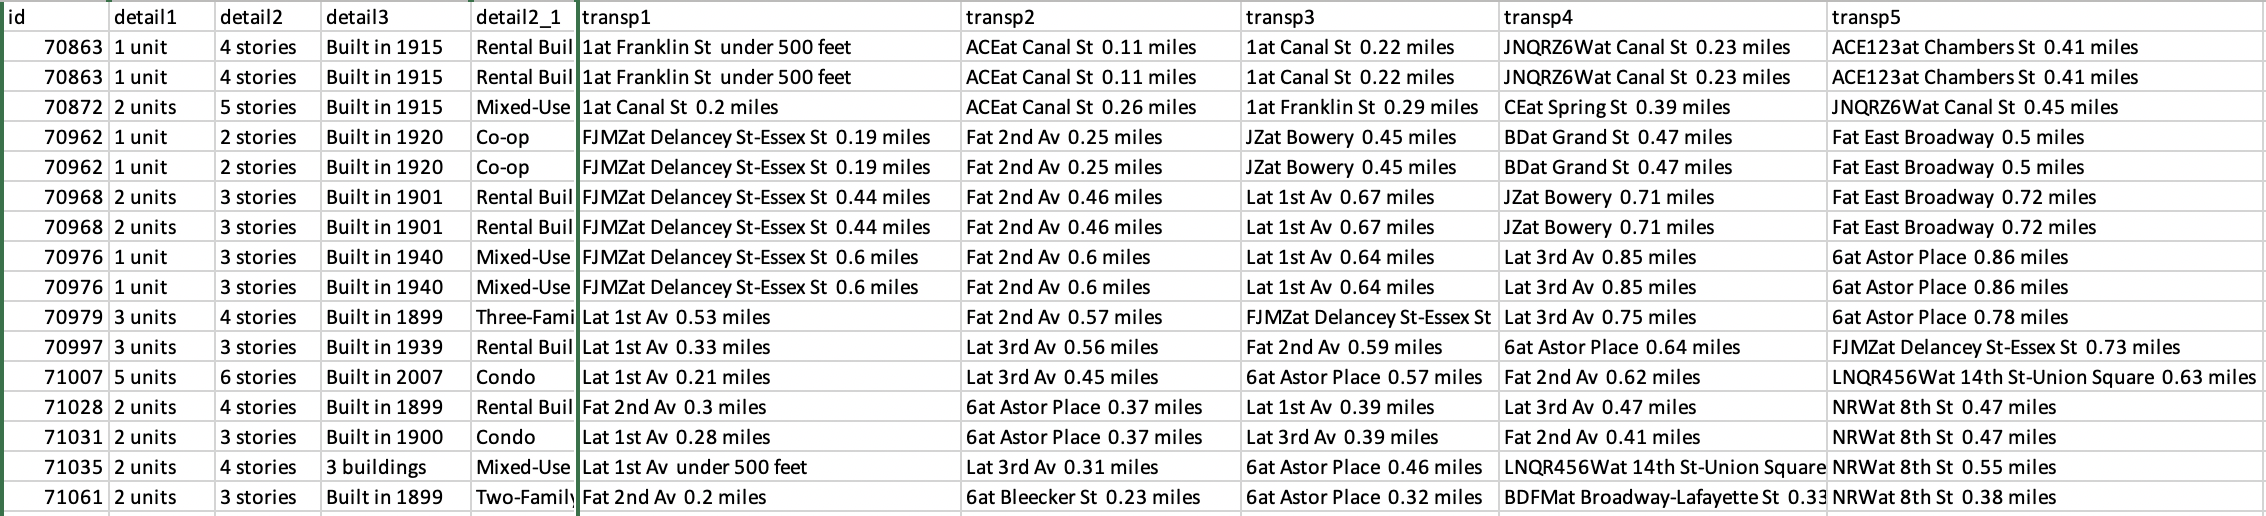 id detail1 detail2 detail3 detail2_1 transp1 transp2 transp3 transp4 transp5
70863 1 unit 4 stories Built in 1915 Rental Buil 1at Franklin St under 500 feet ACEat Canal St 0.11 miles 1at Canal St 0.22 miles JNQRZ6Wat Canal St 0.23 miles ACE123at Chambers St 0.41 miles
70863 1 unit 4 stories Built in 1915 Rental Buil 1at Franklin St under 500 feet ACEat Canal St 0.11 miles 1at Canal St 0.22 miles JNQRZ6Wat Canal St 0.23 miles ACE123at Chambers St 0.41 miles
70872 2 units 5 stories Built in 1915 Mixed-Use 1at Canal St 0.2 miles ACEat Canal St 0.26 miles 1at Franklin St 0.29 miles CEat Spring St 0.39 miles JNQRZ6Wat Canal St 0.45 miles
70962 1 unit 2 stories Built in 1920 Co-op FJMZat Delancey St-Essex St 0.19 miles Fat 2nd Av 0.25 miles JZat Bowery 0.45 miles BDat Grand St 0.47 miles Fat East Broadway 0.5 miles
70962 1 unit 2 stories Built in 1920 Co-op FJMZat Delancey St-Essex St 0.19 miles Fat 2nd Av 0.25 miles JZat Bowery 0.45 miles BDat Grand St 0.47 miles Fat East Broadway 0.5 miles
70968 2 units 3 stories Built in 1901 Rental Buil FJMZat Delancey St-Essex St 0.44 miles Fat 2nd Av 0.46 miles Lat 1st Av 0.67 miles JZat Bowery 0.71 miles Fat East Broadway 0.72 miles
70968 2 units 3 stories Built in 1901 Rental Buil FJMZat Delancey St-Essex St 0.44 miles Fat 2nd Av 0.46 miles Lat 1st Av 0.67 miles JZat Bowery 0.71 miles Fat East Broadway 0.72 miles
70976 1 unit 3 stories Built in 1940 Mixed-Use FJMZat Delancey St-Essex St 0.6 miles Fat 2nd Av 0.6 miles Lat 1st Av 0.64 miles Lat 3rd Av 0.85 miles 6at Astor Place 0.86 miles
70976 1 unit 3 stories Built in 1940 Mixed-Use FJMZat Delancey St-Essex St 0.6 miles Fat 2nd Av 0.6 miles Lat 1st Av 0.64 miles Lat 3rd Av 0.85 miles 6at Astor Place 0.86 miles
70979 3 units 4 stories Built in 1899 Three-Fami Lat 1st Av 0.53 miles Fat 2nd Av 0.57 miles FJMZat Delancey St-Essex St Lat 3rd Av 0.75 miles 6at Astor Place 0.78 miles
70997 3 units 3 stories Built in 1939 Rental Buil Lat 1st Av 0.33 miles Lat 3rd Av 0.56 miles Fat 2nd Av 0.59 miles 6at Astor Place 0.64 miles FJMZat Delancey St-Essex St 0.73 miles
71007 5 units 6 stories Built in 2007 Condo Lat 1st Av 0.21 miles Lat 3rd Av 0.45 miles 6at Astor Place 0.57 miles Fat 2nd Av 0.62 miles LNQR456Wat 14th St-Union Square 0.63 miles
71028 2 units 4 stories Built in 1899 Rental Buil Fat 2nd Av 0.3 miles 6at Astor Place 0.37 miles Lat 1st Av 0.39 miles Lat 3rd Av 0.47 miles NRWat 8th St 0.47 miles
71031 2 units 3 stories Built in 1900 Condo Lat 1st Av 0.28 miles 6at Astor Place 0.37 miles Lat 3rd Av 0.39 miles Fat 2nd Av 0.41 miles NRWat 8th St 0.47 miles
71035 2 units 4 stories 3 buildings Mixed-Use Lat 1st Av under 500 feet Lat 3rd Av 0.31 miles 6at Astor Place 0.46 miles LNQR456Wat 14th St-Union Square NRWat 8th St 0.55 miles
71061 2 units 3 stories Built in 1899 Two-Family Fat 2nd Av 0.2 miles 6at Bleecker St 0.23 miles 6at Astor Place 0.32 miles BDFMat Broadway-Lafayette St 0.33 NRWat 8th St 0.38 miles